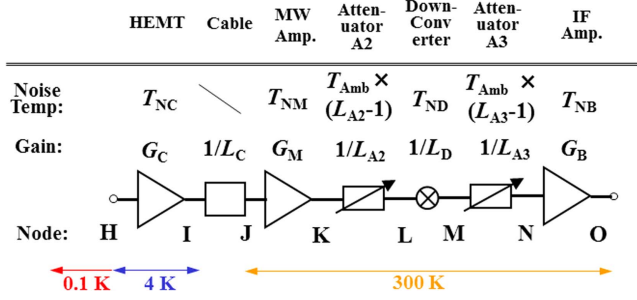 HEMT Cable MW Amp. Atten-uator A2 Down-Conv erter Atten-uator A3 IF Amp.
Noise Temp: T_NC T_NM T_Amb × (L_A2-1) T_ND T_Amb × (L_A3-1) T_NB
Gain: G_C 1/L_C G_M 1/L_A2 1/L_D 1/L_A3 G_B
Node: H I J K L M N O
0.1 K 4 K 300 K